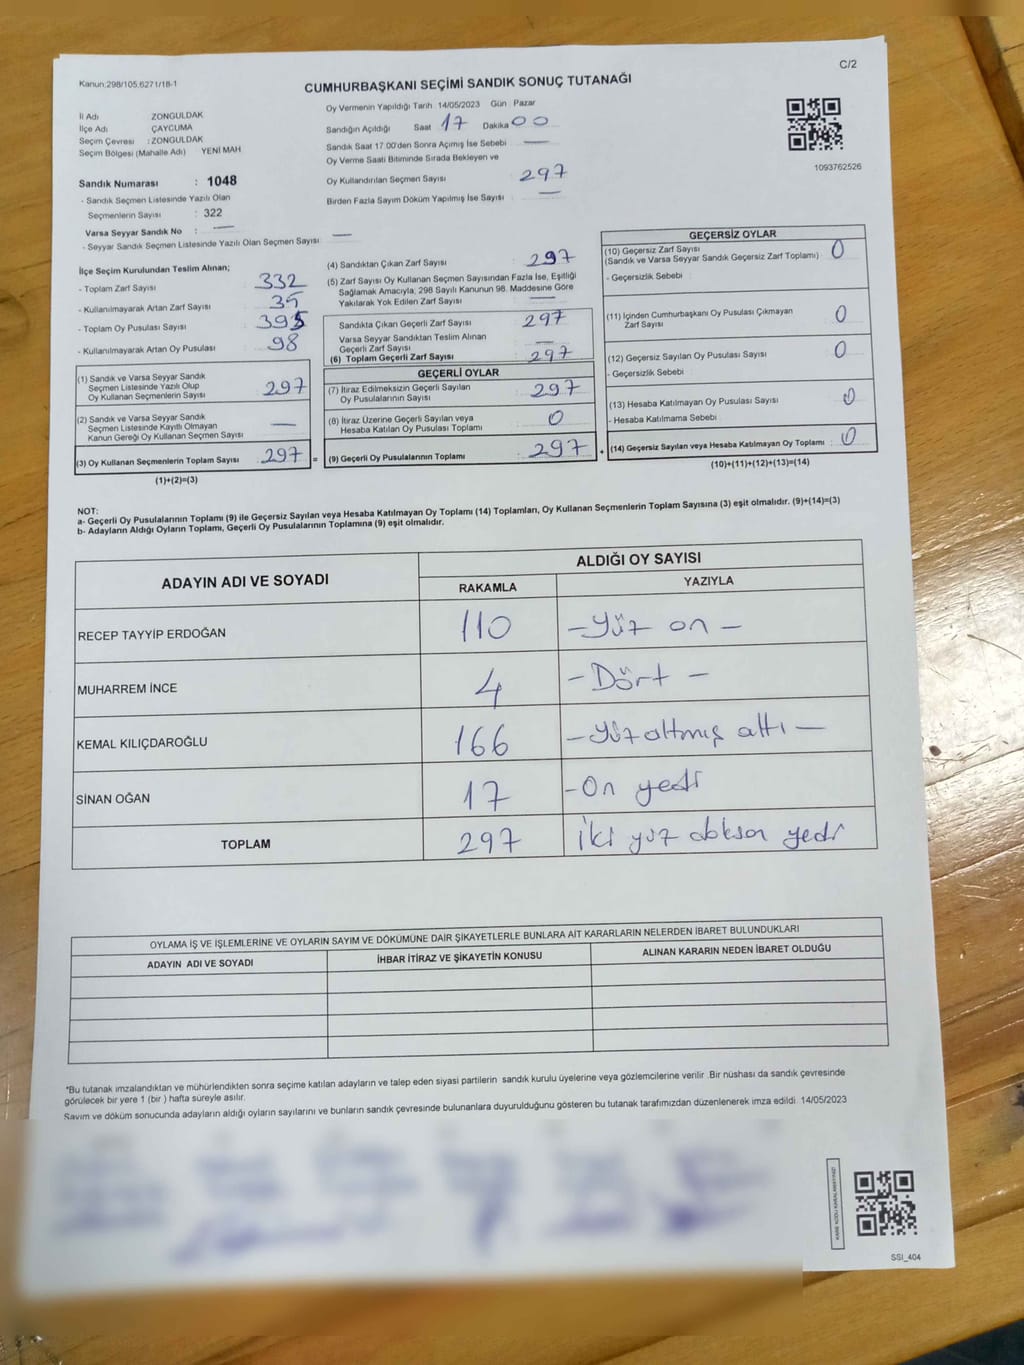 C/2
Kanun:298/105.6271/18-1
CUMHURBAŞKANI SEÇİMİ SANDIK SONUÇ TUTANAĞI
İl Adı ZONGULDAK
İlçe Adı ÇAYCUMA
Seçim Çevresi : ZONGULDAK
Seçim Bölgesi (Mahalle Adı) YENİ MAH
Sandık Numarası : 1048
- Sandık Seçmen Listesinde Yazılı Olan
Seçmenlerin Sayısı : 322
Varsa Seyyar Sandık No : —
- Seyyar Sandık Seçmen Listesinde Yazılı Olan Seçmen Sayısı —
Oy Vermenin Yapıldığı Tarih 14/05/2023 Gün Pazar
Sandığın Açıldığı Saat 17 Dakika 00
Sandık Saat 17.00'den Sonra Açımış İse Sebebi —
Oy Verme Saati Bitiminde Sırada Bekleyen ve
Oy Kullandırılan Seçmen Sayısı 297
Birden Fazla Sayım Döküm Yapılmış İse Sayısı —
1093762526
İlçe Seçim Kurulundan Teslim Alınan;
- Toplam Zarf Sayısı 332
- Kullanılmayarak Artan Zarf Sayısı 35
- Toplam Oy Pusulası Sayısı 395
- Kullanılmayarak Artan Oy Pusulası 98
(1) Sandık ve Varsa Seyyar Sandık
Seçmen Listesinde Yazılı Olup
Oy Kullanan Seçmenlerin Sayısı 297
(2) Sandık ve Varsa Seyyar Sandık
Seçmen Listesinde Kayıtlı Olmayan
Kanun Gereği Oy Kullanan Seçmen Sayısı —
(3) Oy Kullanan Seçmenlerin Toplam Sayısı 297 =
(1)+(2)=(3)
(4) Sandıktan Çıkan Zarf Sayısı 297
(5) Zarf Sayısı Oy Kullanan Seçmen Sayısından Fazla İse, Eşitliği
Sağlamak Amacıyla, 298 Sayılı Kanunun 98. Maddesine Göre
Yakılarak Yok Edilen Zarf Sayısı —
Sandıkta Çıkan Geçerli Zarf Sayısı 297
Varsa Seyyar Sandıktan Teslim Alınan
Geçerli Zarf Sayısı —
(6) Toplam Geçerli Zarf Sayısı 297
GEÇERLİ OYLAR
(7) İtiraz Edilmeksizin Geçerli Sayılan
Oy Pusulalarının Sayısı 297
(8) İtiraz Üzerine Geçerli Sayılan veya
Hesaba Katılan Oy Pusulası Toplamı 0
(9) Geçerli Oy Pusulalarının Toplamı 297 +
GEÇERSİZ OYLAR
(10) Geçersiz Zarf Sayısı 0
(Sandık ve Varsa Seyyar Sandık Geçersiz Zarf Toplamı)
- Geçersizlik Sebebi :
(11) İçinden Cumhurbaşkanı Oy Pusulası Çıkmayan
Zarf Sayısı 0
(12) Geçersiz Sayılan Oy Pusulası Sayısı 0
- Geçersizlik Sebebi
(13) Hesaba Katılmayan Oy Pusulası Sayısı 0
- Hesaba Katılmama Sebebi
(14) Geçersiz Sayılan veya Hesaba Katılmayan Oy Toplamı : 0
(10)+(11)+(12)+(13)=(14)
NOT:
a- Geçerli Oy Pusulalarının Toplamı (9) ile Geçersiz Sayılan veya Hesaba Katılmayan Oy Toplamı (14) Toplamları, Oy Kullanan Seçmenlerin Toplam Sayısına (3) eşit olmalıdır. (9)+(14)=(3)
b- Adayların Aldığı Oyların Toplamı, Geçerli Oy Pusulalarının Toplamına (9) eşit olmalıdır.
ADAYIN ADI VE SOYADI ALDIĞI OY SAYISI
RAKAMLA YAZIYLA
RECEP TAYYİP ERDOĞAN 110 - Yüz on -
MUHARREM İNCE 4 - Dört -
KEMAL KILIÇDAROĞLU 166 - Yüzaltmış altı -
SİNAN OĞAN 17 - On yedi
TOPLAM 297 İki yüz doksan yedi
OYLAMA İŞ VE İŞLEMLERİNE VE OYLARIN SAYIM VE DÖKÜMÜNE DAİR ŞİKAYETLERLE BUNLARA AİT KARARLARIN NELERDEN İBARET BULUNDUKLARI
ADAYIN ADI VE SOYADI İHBAR İTİRAZ VE ŞİKAYETİN KONUSU ALINAN KARARIN NEDEN İBARET OLDUĞU
*Bu tutanak imzalandıktan ve mühürlendikten sonra seçime katılan adayların ve talep eden siyasi partilerin sandık kurulu üyelerine veya gözlemcilerine verilir .Bir nüshası da sandık çevresinde
görülecek bir yere 1 (bir ) hafta süreyle asılır.
Sayım ve döküm sonucunda adayların aldığı oyların sayılarını ve bunların sandık çevresinde bulunanlara duyurulduğunu gösteren bu tutanak tarafımızdan düzenlenerek imza edildi. 14/05/2023
KARE KODU KARALAMAYINIZ!
SSI_404